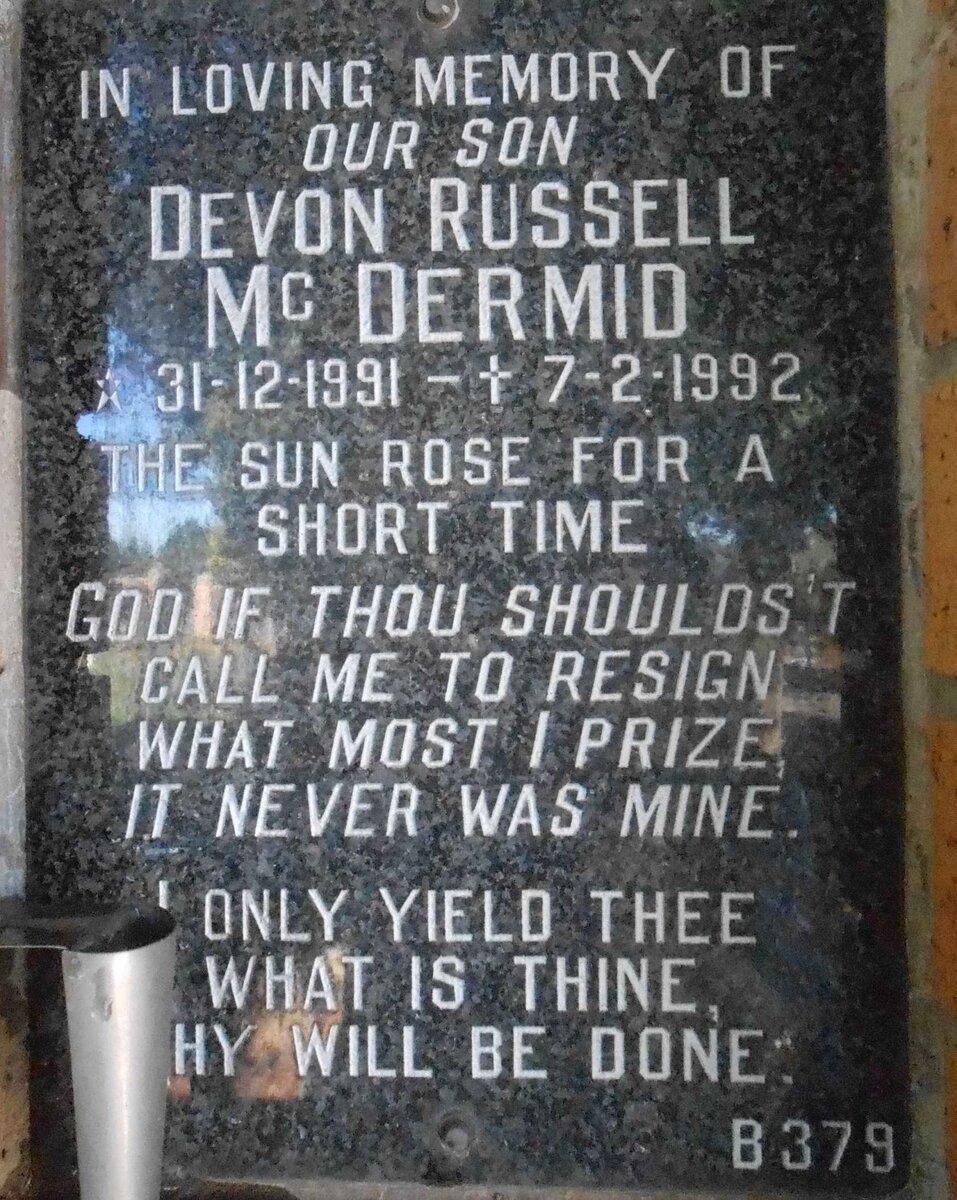 IN LOVING MEMORY OF
OUR SON
DEVON RUSSELL
Mc DERMID
☆ 31-12-1991 – † 7-2-1992
THE SUN ROSE FOR A
SHORT TIME
GOD IF THOU SHOULDS'T
CALL ME TO RESIGN
WHAT MOST I PRIZE,
IT NEVER WAS MINE.
I ONLY YIELD THEE
WHAT IS THINE,
HY WILL BE DONE.
B379